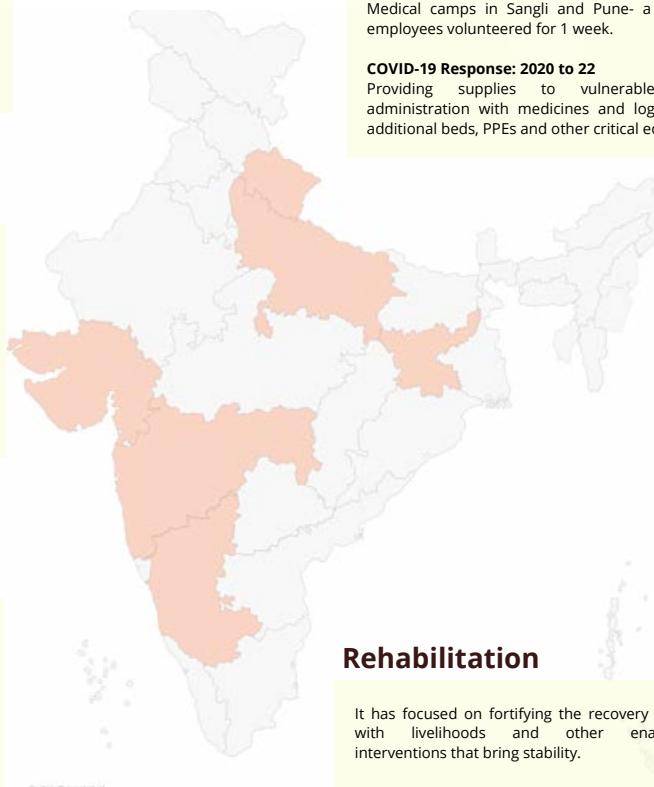 Medical camps in Sangli and Pune- a
employees volunteered for 1 week.
COVID-19 Response: 2020 to 22
Providing supplies to vulnerable
administration with medicines and log
additional beds, PPEs and other critical e
Rehabilitation
It has focused on fortifying the recovery
with livelihoods and other ena
interventions that bring stability.